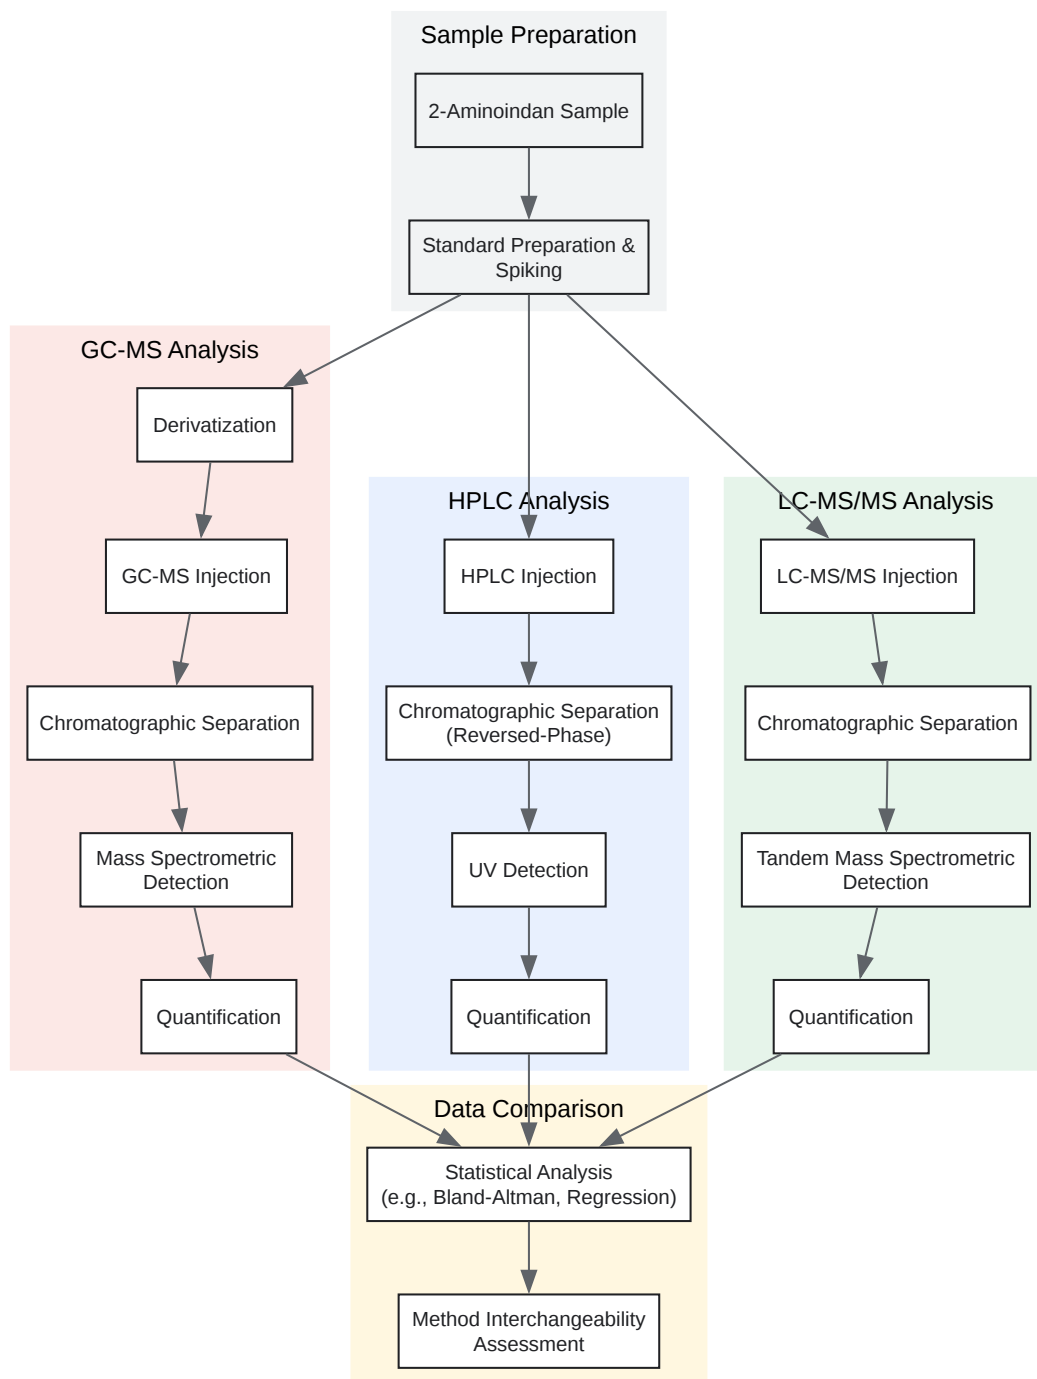 Sample Preparation
2-Aminoindan Sample
Standard Preparation &
Spiking
GC-MS Analysis
Derivatization
GC-MS Injection
Chromatographic Separation
Mass Spectrometric
Detection
Quantification
HPLC Analysis
HPLC Injection
Chromatographic Separation
(Reversed-Phase)
UV Detection
Quantification
LC-MS/MS Analysis
LC-MS/MS Injection
Chromatographic Separation
Tandem Mass Spectrometric
Detection
Quantification
Data Comparison
Statistical Analysis
(e.g., Bland-Altman, Regression)
Method Interchangeability
Assessment